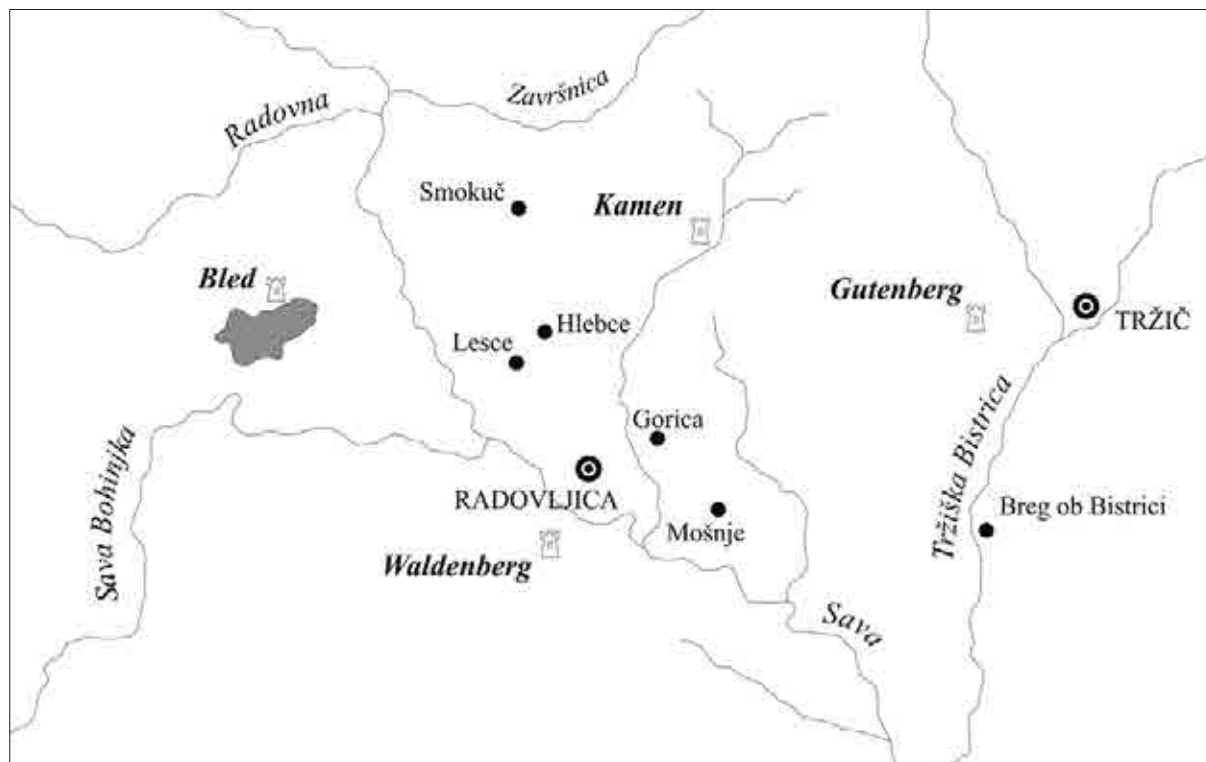 Završnica
Radovna
Smokuč
Kamen
Bled
Gutenberg
TRŽIČ
Hlebce
Lesce
Gorica
Sava Bohinjka
Tržiška Bistrica
RADOVLJICA
Mošnje
Breg ob Bistrici
Waldenberg
Sava